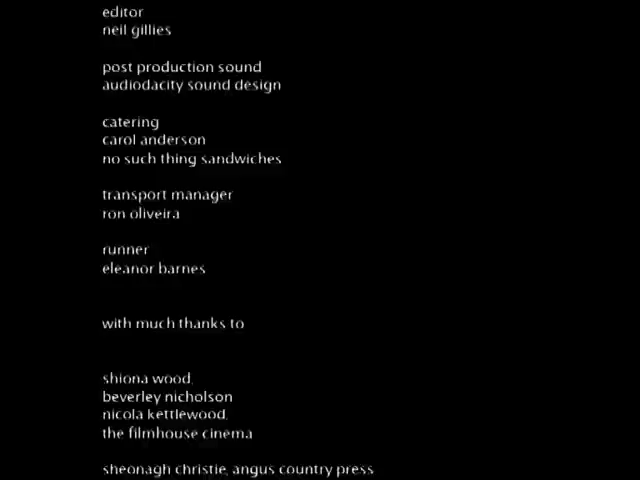 editor
neil gillies
post production sound
audiodacity sound design
catering
carol anderson
no such thing sandwiches
transport manager
ron oliveira
runner
eleanor barnes
with much thanks to
shiona wood,
beverley nicholson
nicola kettlewood,
the filmhouse cinema
sheonagh christie, angus country press